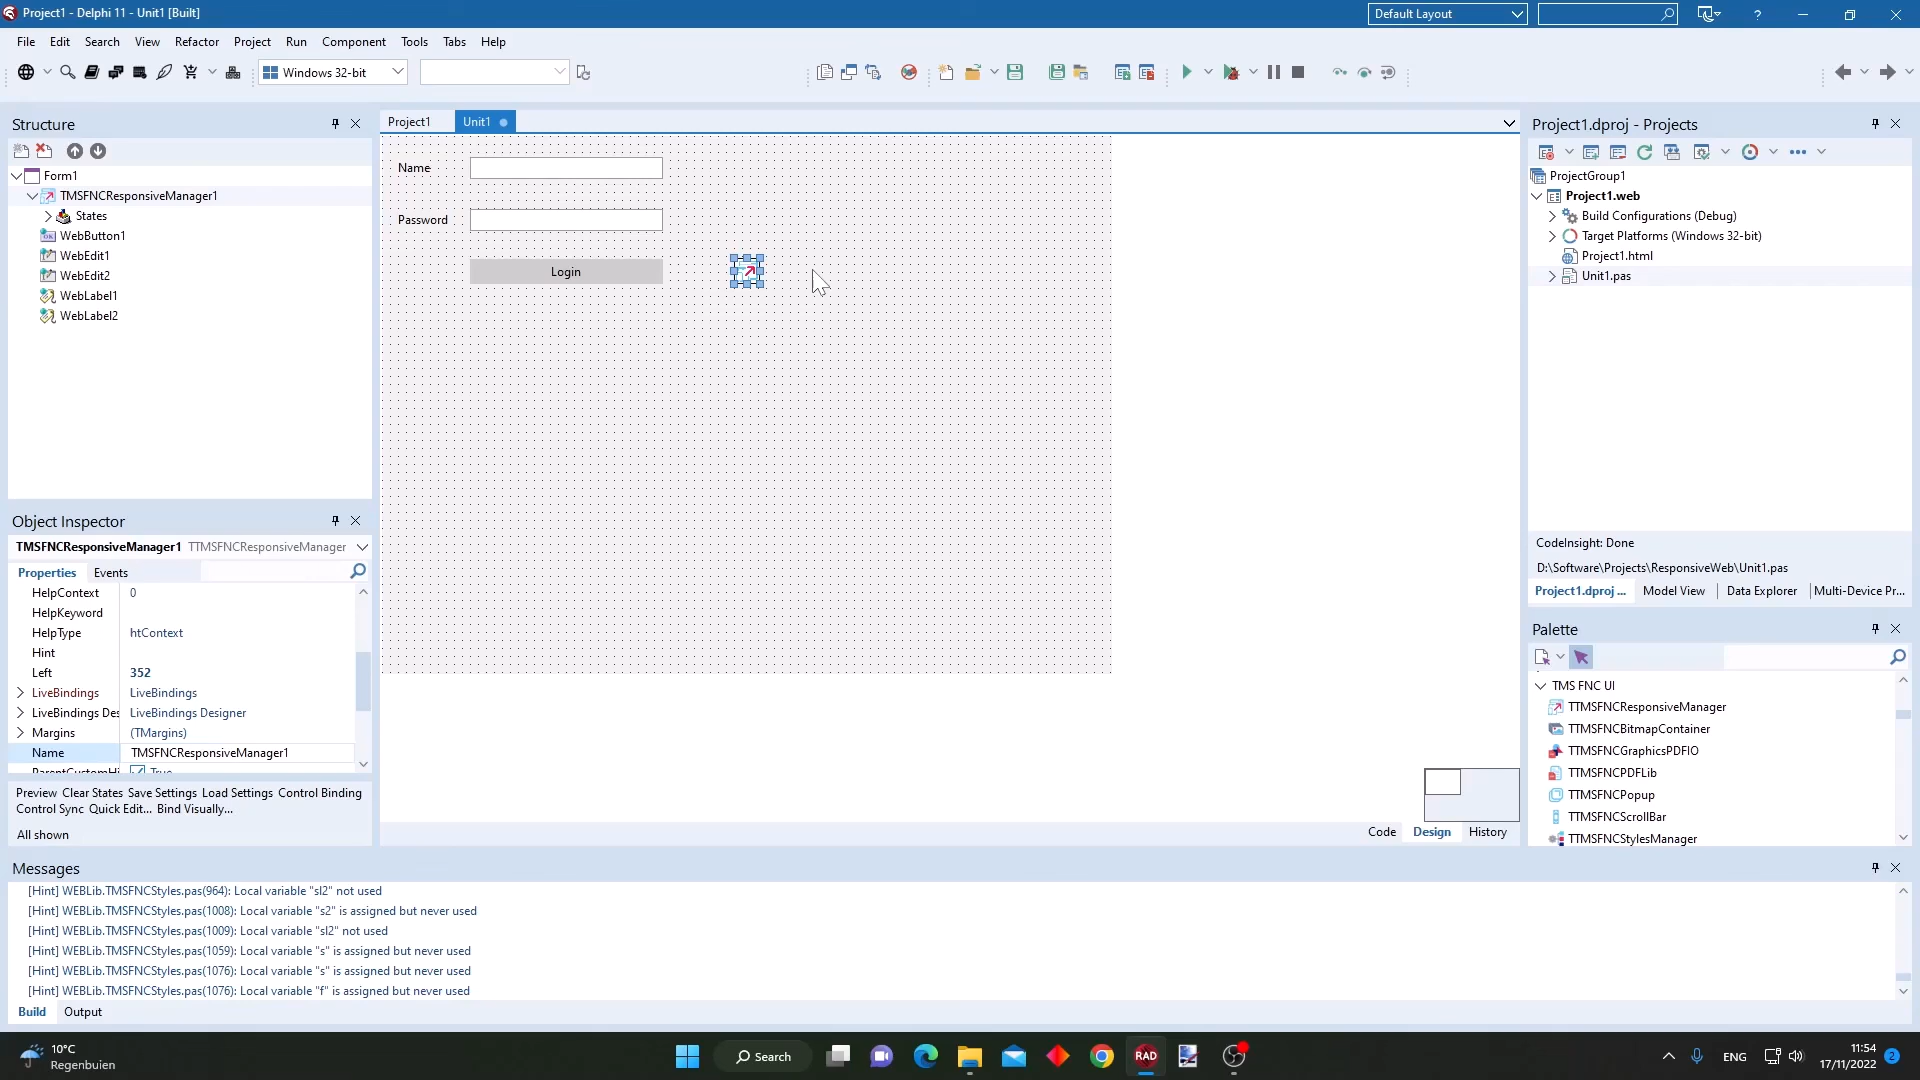 Project1 - Delphi 11 - Unit1 [Built]
Default Layout
?
File Edit Search View Refactor Project Run Component Tools Tabs Help
Windows 32-bit
Structure
Form1
TMSFNCResponsiveManager1
States
WebButton1
WebEdit1
WebEdit2
WebLabel1
WebLabel2
Object Inspector
TMSFNCResponsiveManager1 TTMSFNCResponsiveManager
Properties Events
HelpContext 0
HelpKeyword
HelpType htContext
Hint
Left 352
LiveBindings LiveBindings
LiveBindings Des LiveBindings Designer
Margins (TMargins)
Name TMSFNCResponsiveManager1
ParentCustomHi True
Preview Clear States Save Settings Load Settings Control Binding
Control Sync Quick Edit... Bind Visually...
All shown
Project1 Unit1
Name
Password
Login
Code Design History
Project1.dproj - Projects
ProjectGroup1
Project1.web
Build Configurations (Debug)
Target Platforms (Windows 32-bit)
Project1.html
Unit1.pas
CodeInsight: Done
D:\Software\Projects\ResponsiveWeb\Unit1.pas
Project1.dproj ... Model View Data Explorer Multi-Device Pr...
Palette
TMS FNC UI
TTMSFNCResponsiveManager
TTMSFNCBitmapContainer
TTMSFNCGraphicsPDFIO
TTMSFNCPDFLib
TTMSFNCPopup
TTMSFNCScrollBar
TTMSFNCStylesManager
Messages
[Hint] WEBLib.TMSFNCStyles.pas(964): Local variable "sl2" not used
[Hint] WEBLib.TMSFNCStyles.pas(1008): Local variable "s2" is assigned but never used
[Hint] WEBLib.TMSFNCStyles.pas(1009): Local variable "sl2" not used
[Hint] WEBLib.TMSFNCStyles.pas(1059): Local variable "s" is assigned but never used
[Hint] WEBLib.TMSFNCStyles.pas(1076): Local variable "s" is assigned but never used
[Hint] WEBLib.TMSFNCStyles.pas(1076): Local variable "f" is assigned but never used
Build Output
10°C
Regenbuien
Search
RAD
ENG
11:54
17/11/2022
2